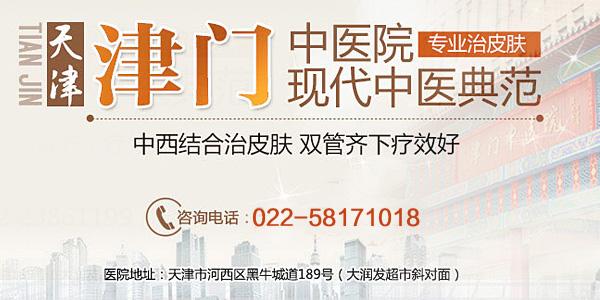 TIAN JIN
天津
津门
中医院
专业治皮肤
现代中医典范
中西结合治皮肤 双管齐下疗效好
咨询电话：022-58171018
医院地址：天津市河西区黑牛城道189号（大润发超市斜对面）